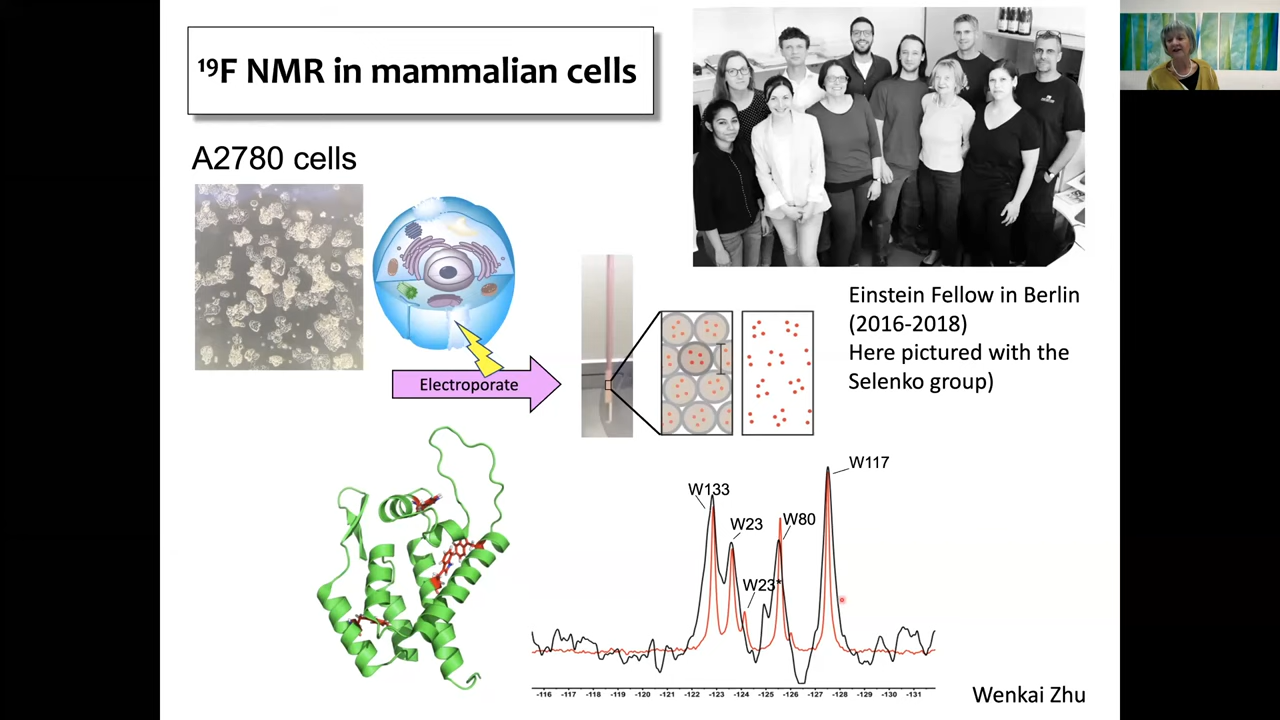 ¹⁹F NMR in mammalian cells
A2780 cells
Electroporate
Einstein Fellow in Berlin
(2016-2018)
Here pictured with the
Selenko group)
W117
W133
W23
W80
W23*
-116 -117 -118 -119 -120 -121 -122 -123 -124 -125 -126 -127 -128 -129 -130 -131
Wenkai Zhu